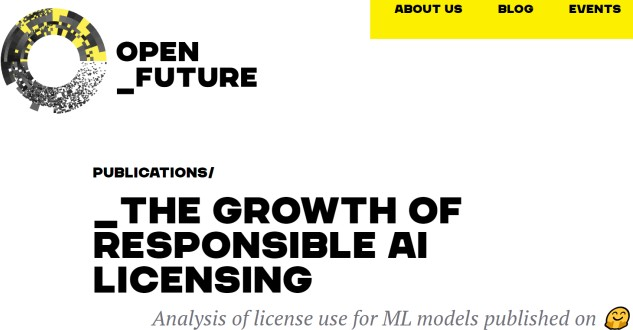 ABOUT US BLOG EVENTS
OPEN
_FUTURE
PUBLICATIONS/
_THE GROWTH OF
RESPONSIBLE AI
LICENSING
Analysis of license use for ML models published on 🤗